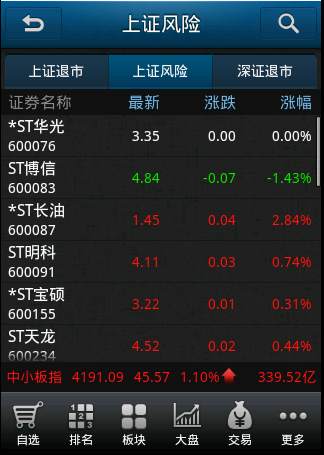 上证风险
上证退市 上证风险 深证退市
证券名称 最新 涨跌 涨幅
*ST华光 3.35 0.00 0.00%
600076
ST博信 4.84 -0.07 -1.43%
600083
*ST长油 1.45 0.04 2.84%
600087
ST明科 4.11 0.03 0.74%
600091
*ST宝硕 3.22 0.01 0.31%
600155
ST天龙 4.52 0.02 0.44%
600234
中小板指 4191.09 45.57 1.10% 339.52亿
1 2 3
自选 排名 板块 大盘 交易 更多